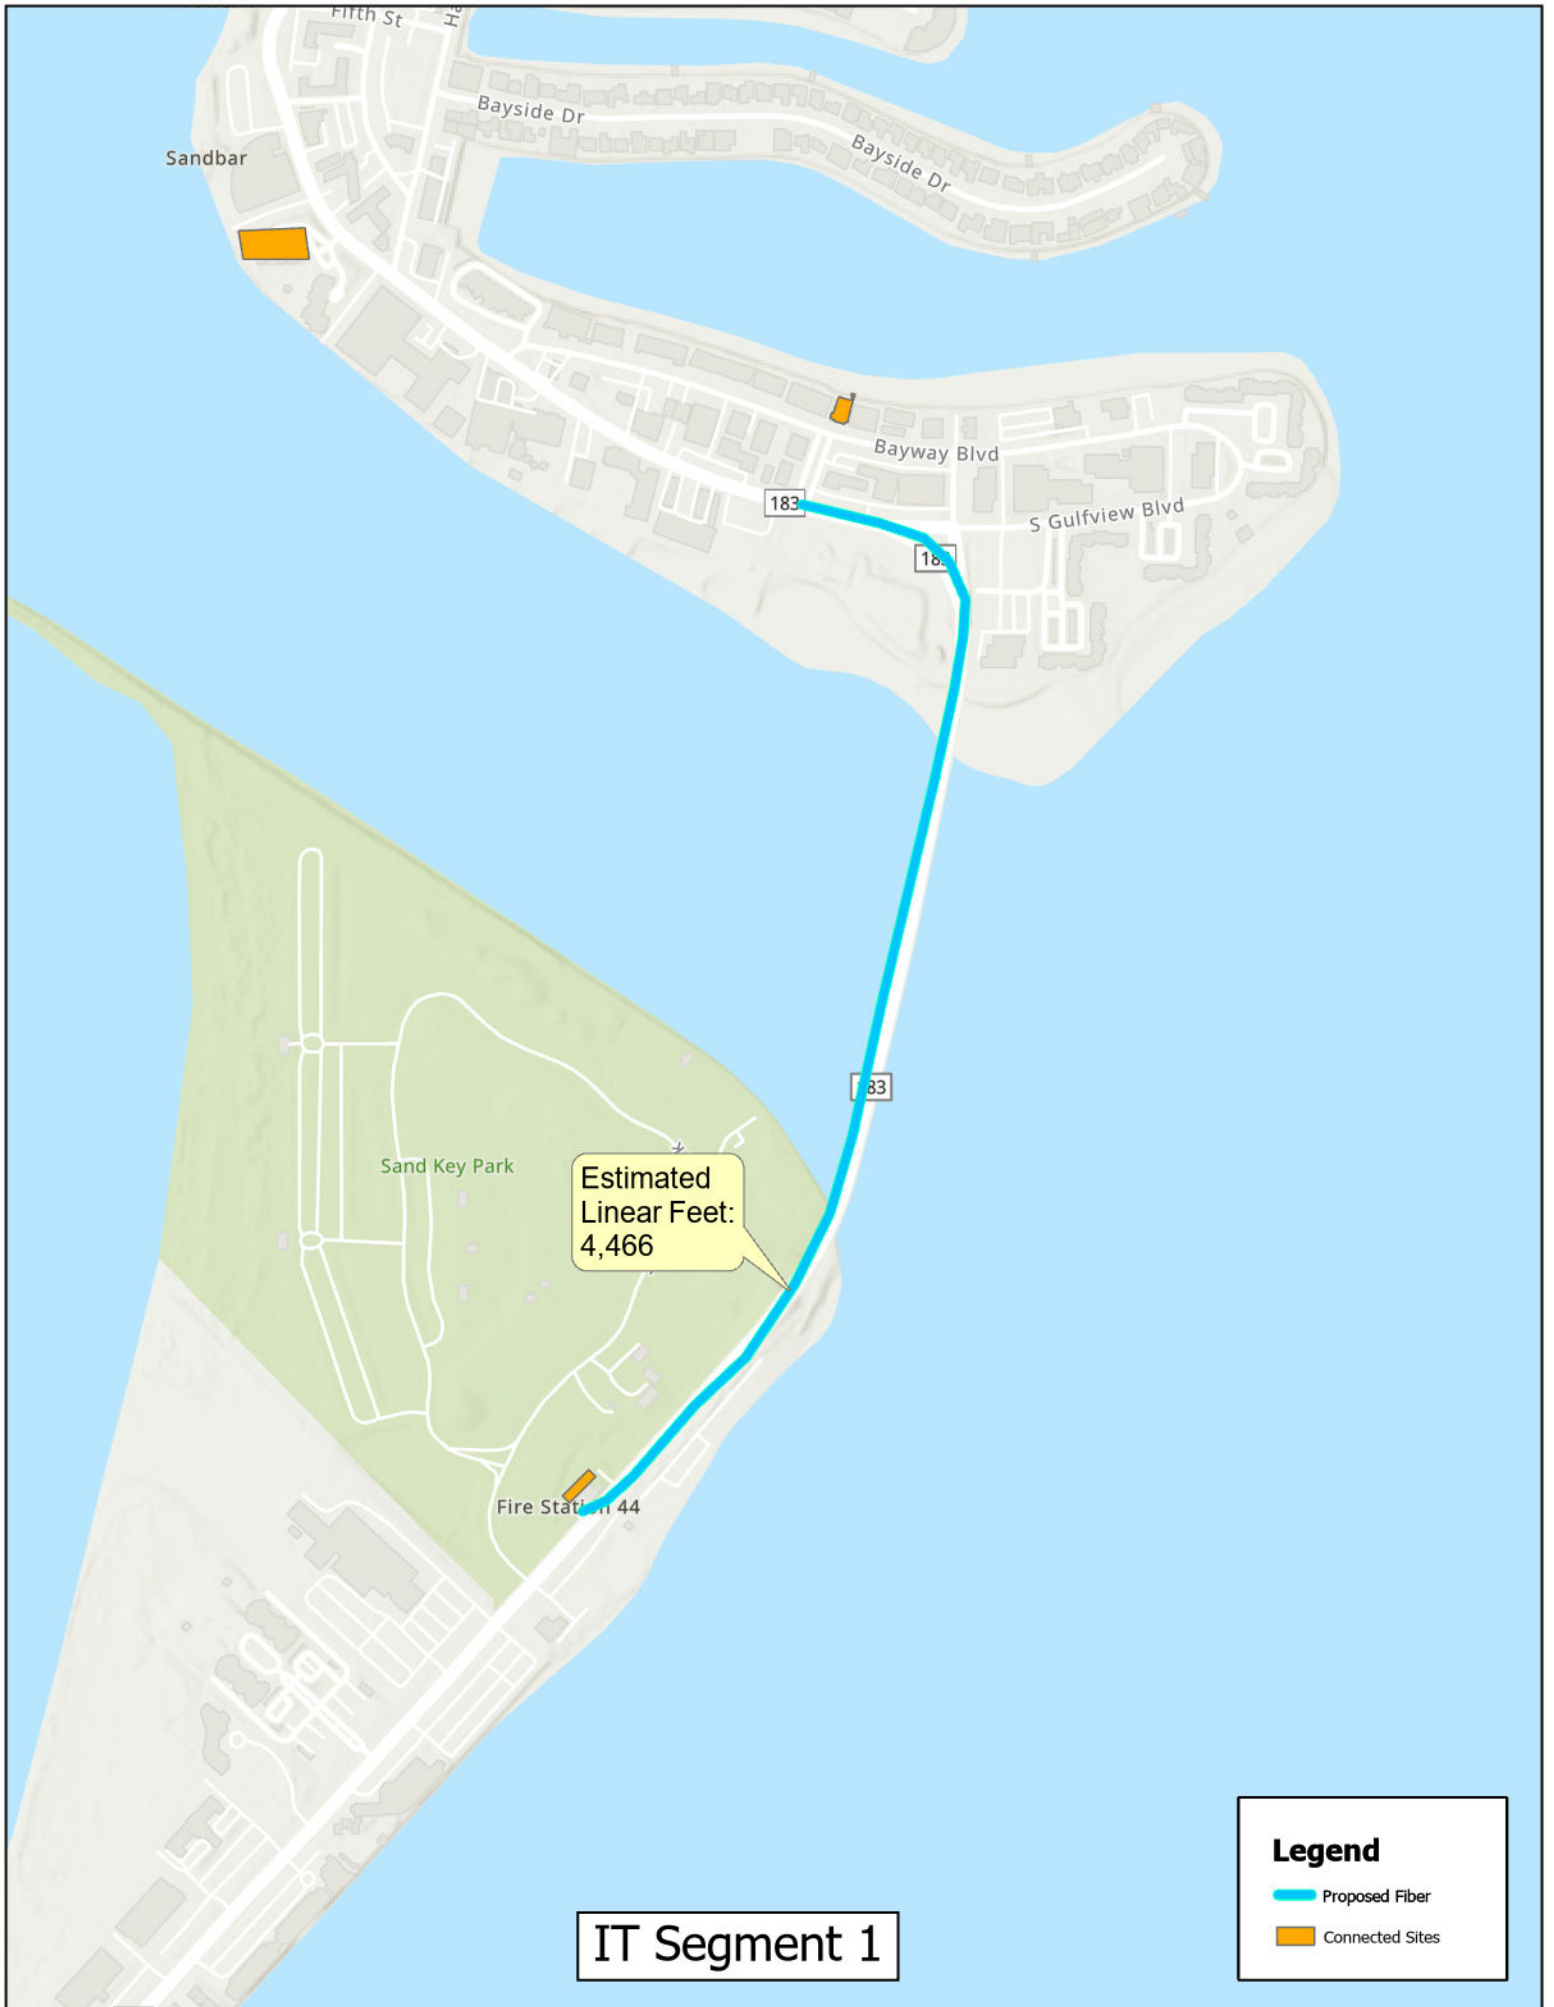 Fifth St
Bayside Dr
Bayside Dr
Sandbar
Bayway Blvd
183
S Gulfview Blvd
183
Sand Key Park
Estimated
Linear Feet:
4,466
Fire Station 44
Legend
Proposed Fiber
Connected Sites
IT Segment 1